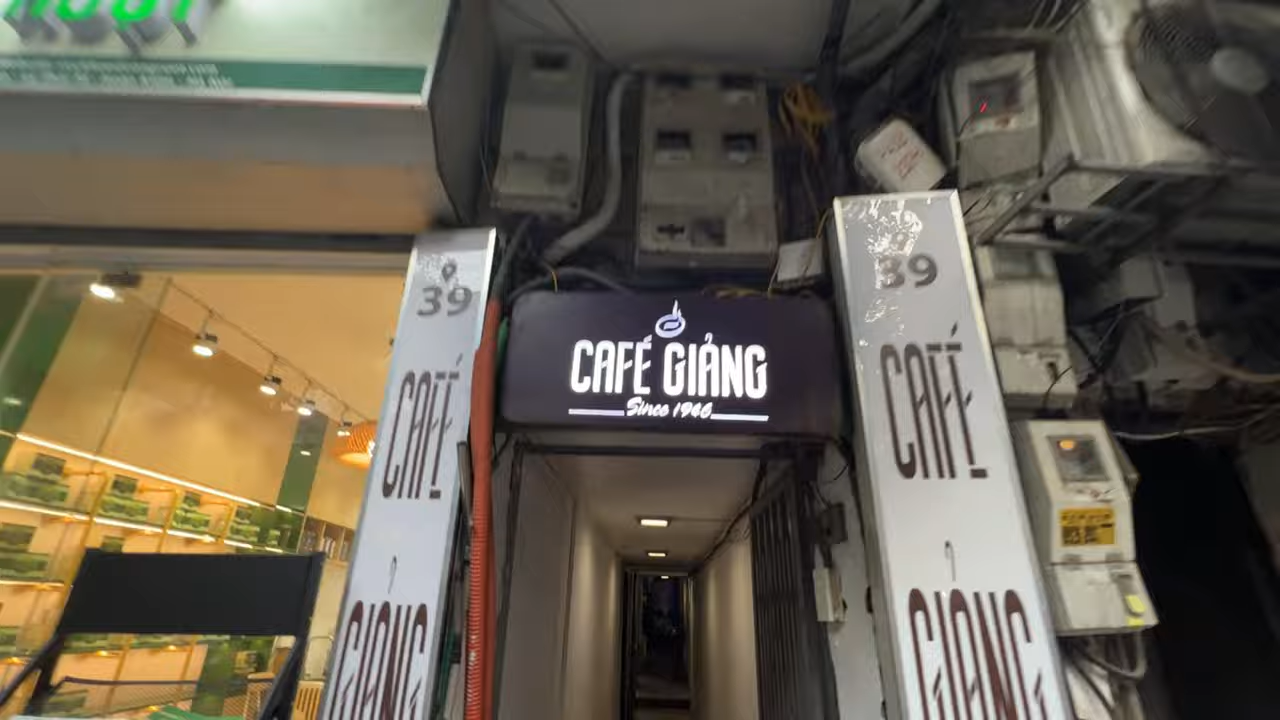 39
CAFÉ
GIẢNG
CAFÉ GIẢNG
Since 1946
39
CAFÉ
GIẢNG